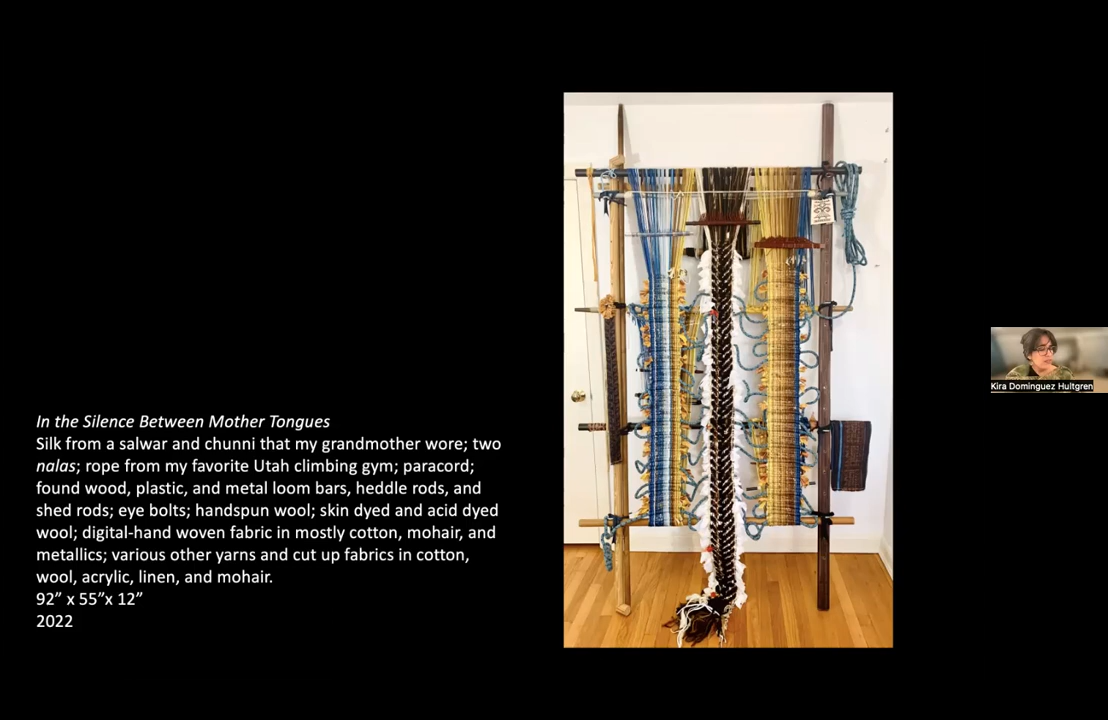 In the Silence Between Mother Tongues
Silk from a salwar and chunni that my grandmother wore; two
nalas; rope from my favorite Utah climbing gym; paracord;
found wood, plastic, and metal loom bars, heddle rods, and
shed rods; eye bolts; handspun wool; skin dyed and acid dyed
wool; digital-hand woven fabric in mostly cotton, mohair, and
metallics; various other yarns and cut up fabrics in cotton,
wool, acrylic, linen, and mohair.
92” x 55”x 12”
2022
Kira Dominguez Hultgren